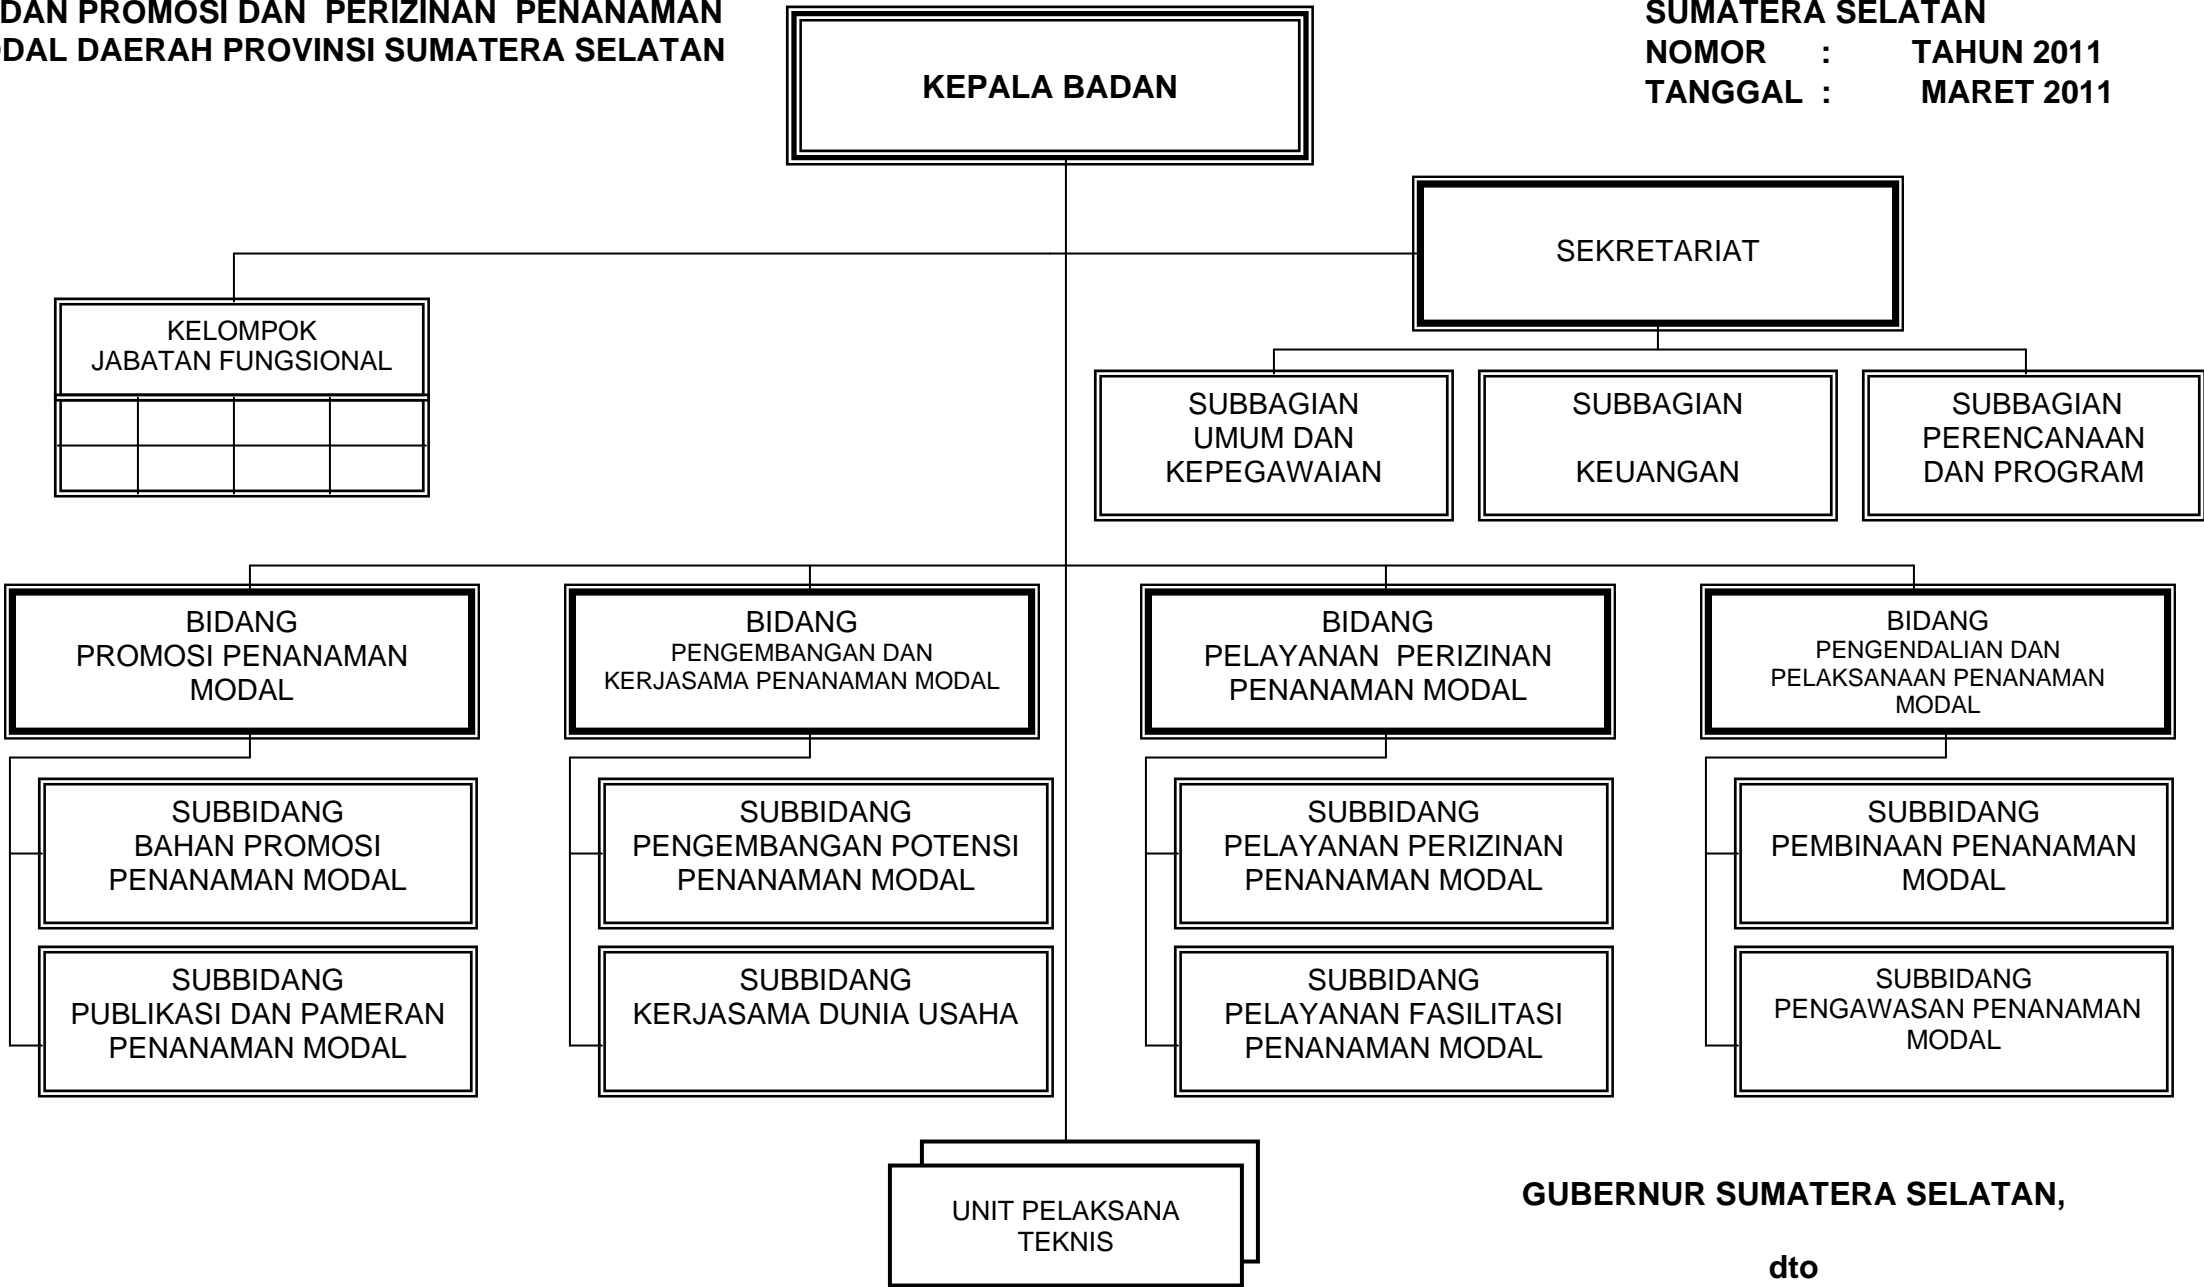 DAN PROMOSI DAN PERIZINAN PENANAMAN
DAL DAERAH PROVINSI SUMATERA SELATAN
SUMATERA SELATAN
NOMOR : TAHUN 2011
TANGGAL : MARET 2011
KEPALA BADAN
SEKRETARIAT
KELOMPOK
JABATAN FUNGSIONAL
SUBBAGIAN
UMUM DAN
KEPEGAWAIAN
SUBBAGIAN
KEUANGAN
SUBBAGIAN
PERENCANAAN
DAN PROGRAM
BIDANG
PROMOSI PENANAMAN
MODAL
BIDANG
PENGEMBANGAN DAN
KERJASAMA PENANAMAN MODAL
BIDANG
PELAYANAN PERIZINAN
PENANAMAN MODAL
BIDANG
PENGENDALIAN DAN
PELAKSANAAN PENANAMAN
MODAL
SUBBIDANG
BAHAN PROMOSI
PENANAMAN MODAL
SUBBIDANG
PENGEMBANGAN POTENSI
PENANAMAN MODAL
SUBBIDANG
PELAYANAN PERIZINAN
PENANAMAN MODAL
SUBBIDANG
PEMBINAAN PENANAMAN
MODAL
SUBBIDANG
PUBLIKASI DAN PAMERAN
PENANAMAN MODAL
SUBBIDANG
KERJASAMA DUNIA USAHA
SUBBIDANG
PELAYANAN FASILITASI
PENANAMAN MODAL
SUBBIDANG
PENGAWASAN PENANAMAN
MODAL
UNIT PELAKSANA
TEKNIS
GUBERNUR SUMATERA SELATAN,
dto